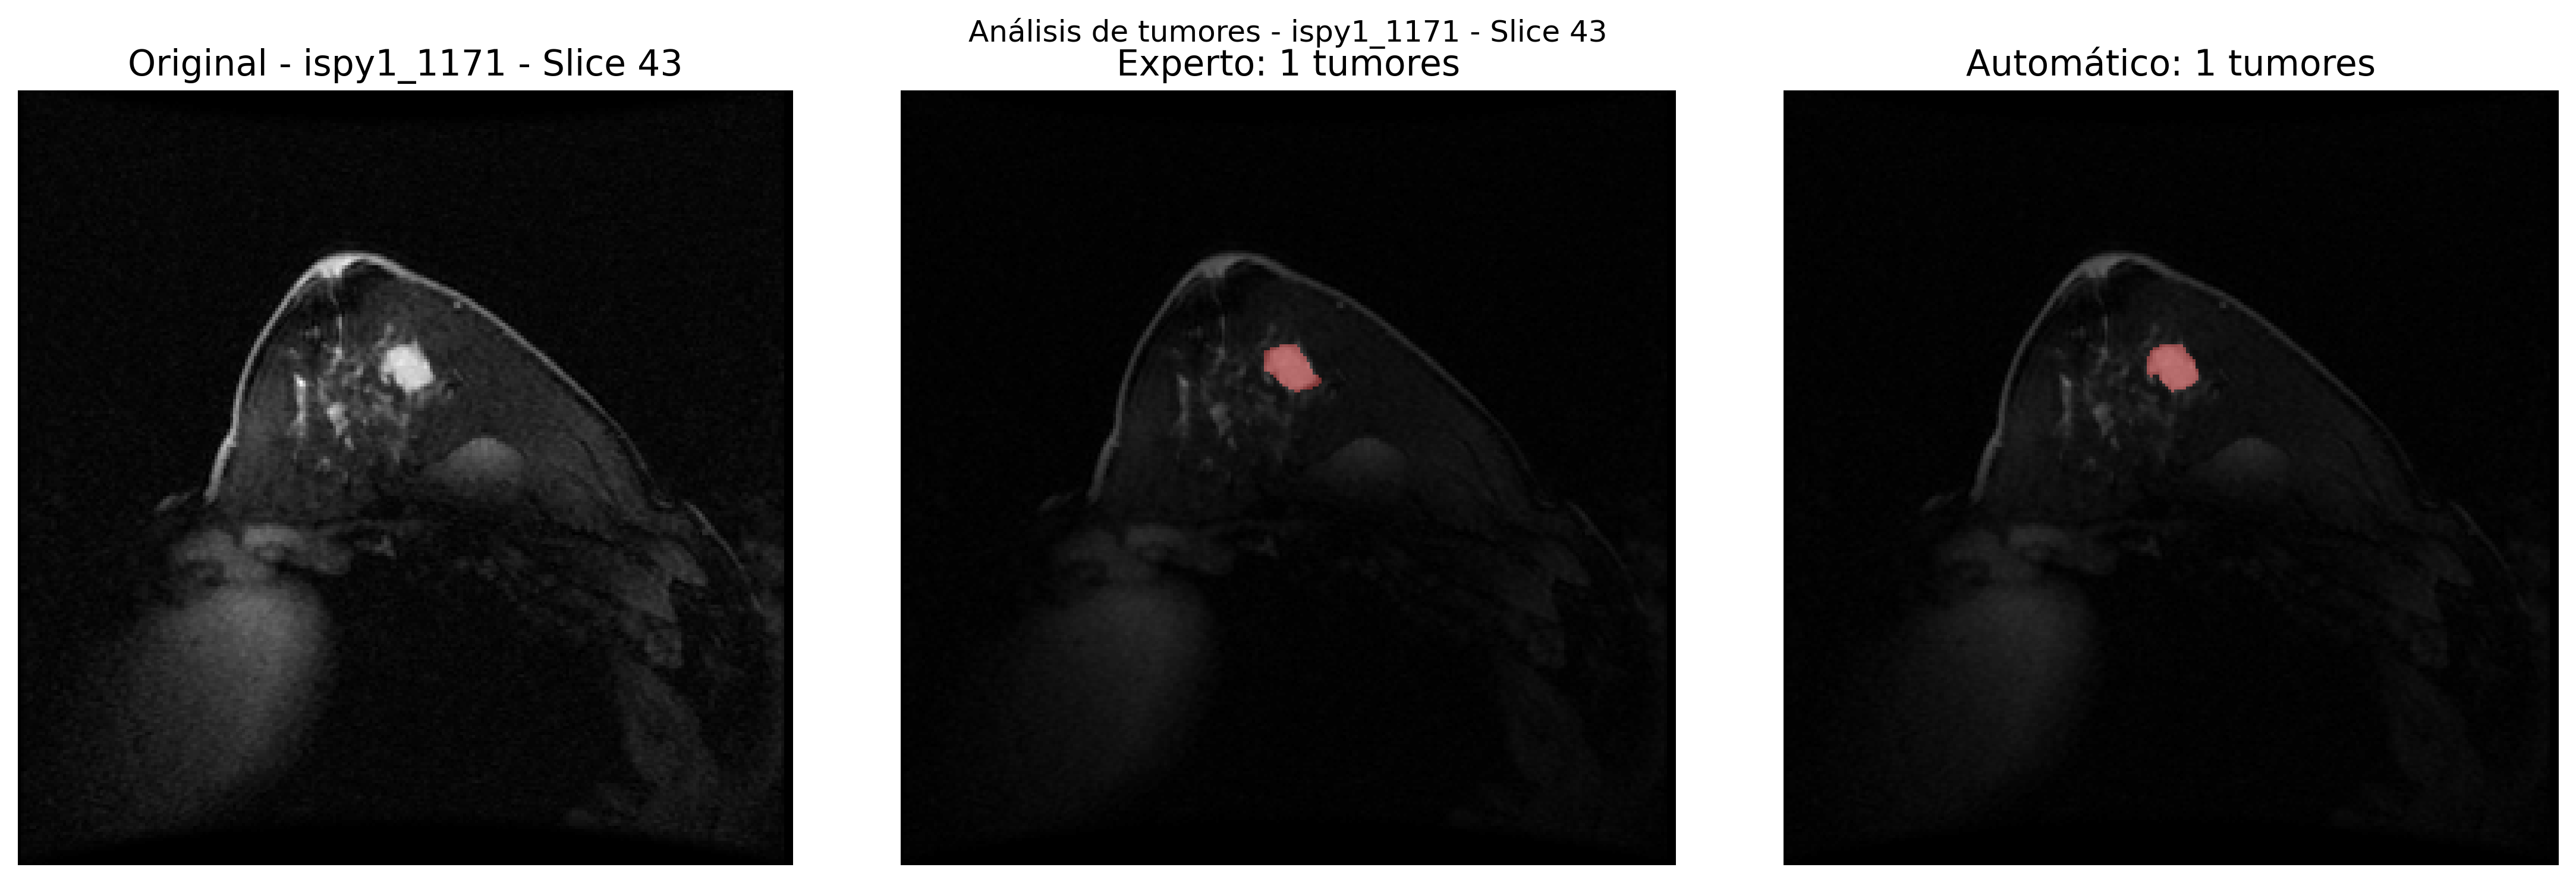 Análisis de tumores - ispy1_1171 - Slice 43
Original - ispy1_1171 - Slice 43
Experto: 1 tumores
Automático: 1 tumores